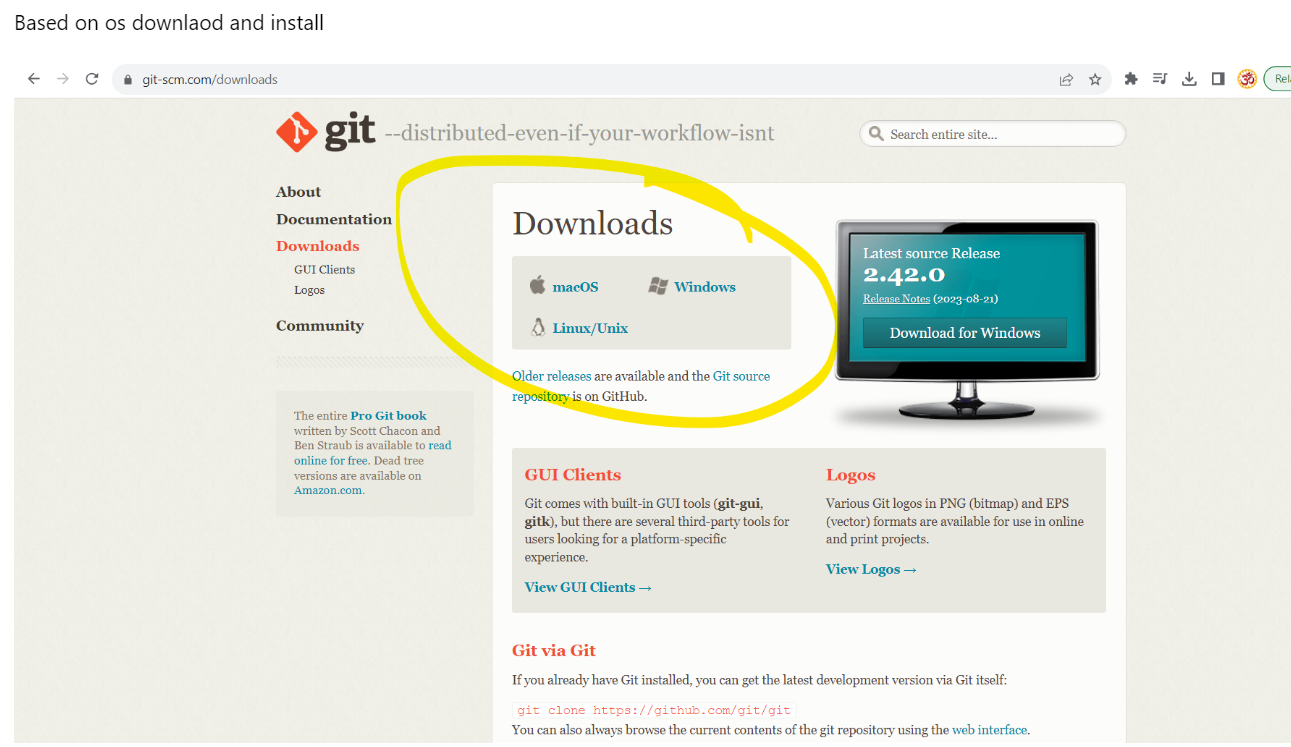 Based on os downlaod and install
git-scm.com/downloads
Rel
git --distributed-even-if-your-workflow-isnt
Search entire site...
About
Documentation
Downloads
GUI Clients
Logos
Community
The entire Pro Git book
written by Scott Chacon and
Ben Straub is available to read
online for free. Dead tree
versions are available on
Amazon.com.
Downloads
macOS
Windows
Linux/Unix
Older releases are available and the Git source
repository is on GitHub.
Latest source Release
2.42.0
Release Notes (2023-08-21)
Download for Windows
GUI Clients
Git comes with built-in GUI tools (git-gui,
gitk), but there are several third-party tools for
users looking for a platform-specific
experience.
View GUI Clients →
Logos
Various Git logos in PNG (bitmap) and EPS
(vector) formats are available for use in online
and print projects.
View Logos →
Git via Git
If you already have Git installed, you can get the latest development version via Git itself:
git clone https://github.com/git/git
You can also always browse the current contents of the git repository using the web interface.